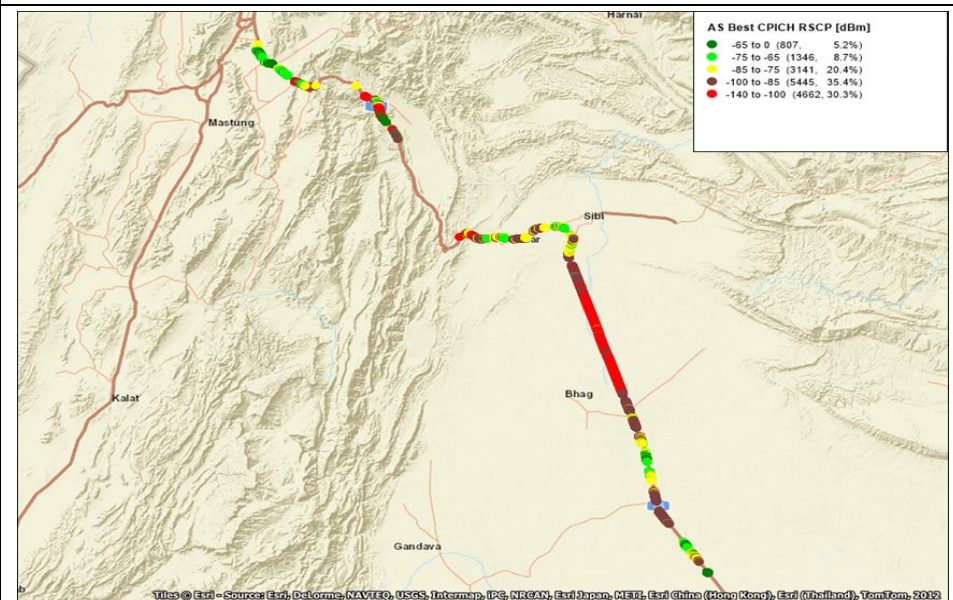 Harnai
AS Best CPICH RSCP [dBm]
-65 to 0 (807, 5.2%)
-75 to -65 (1346, 8.7%)
-85 to -75 (3141, 20.4%)
-100 to -85 (5445, 35.4%)
-140 to -100 (4662, 30.3%)
Mastung
Sibi
ar
Bhag
Kalat
Gandava
b
Tiles © Esri - Source: Esri, DeLorme, NAVTEQ, USGS, Intermap, iPC, NRCAN, Esri Japan, METI, Esri China (Hong Kong), Esri (Thailand), TomTom, 2012